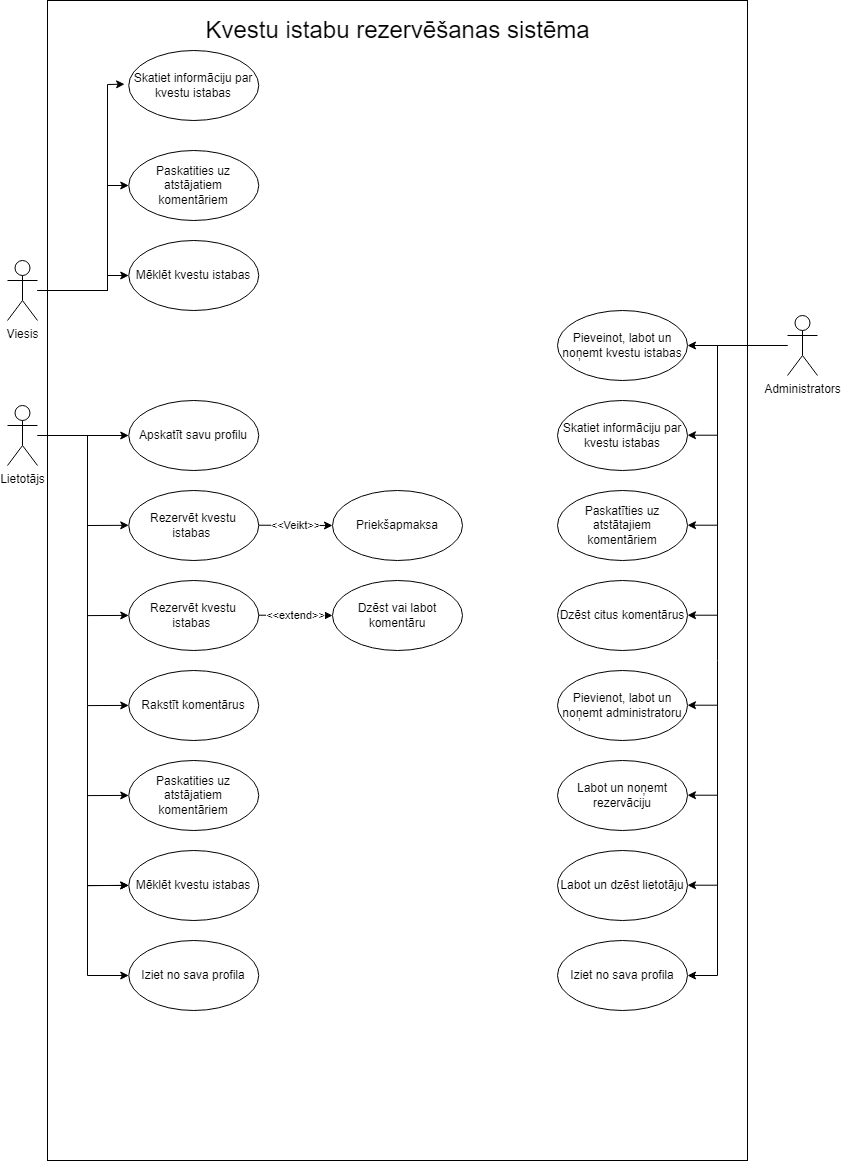 Kvestu istabu rezervēšanas sistēma
Skatiet informāciju par
kvestu istabas
Paskatities uz
atstājatiem
komentāriem
Mēklēt kvestu istabas
Viesis
Pieveinot, labot un
noņemt kvestu istabas
Administrators
Apskatīt savu profilu
Lietotājs
Skatiet informāciju par
kvestu istabas
Rezervēt kvestu
istabas
<<Veikt>>
Priekšapmaksa
Paskatīties uz
atstātajiem
komentāriem
Rezervēt kvestu
istabas
<<extend>>
Dzēst vai labot
komentāru
Dzēst citus komentārus
Rakstīt komentārus
Pievienot, labot un
noņemt administratoru
Paskatities uz
atstājatiem
komentāriem
Labot un noņemt
rezervāciju
Mēklēt kvestu istabas
Labot un dzēst lietotāju
Iziet no sava profila
Iziet no sava profila